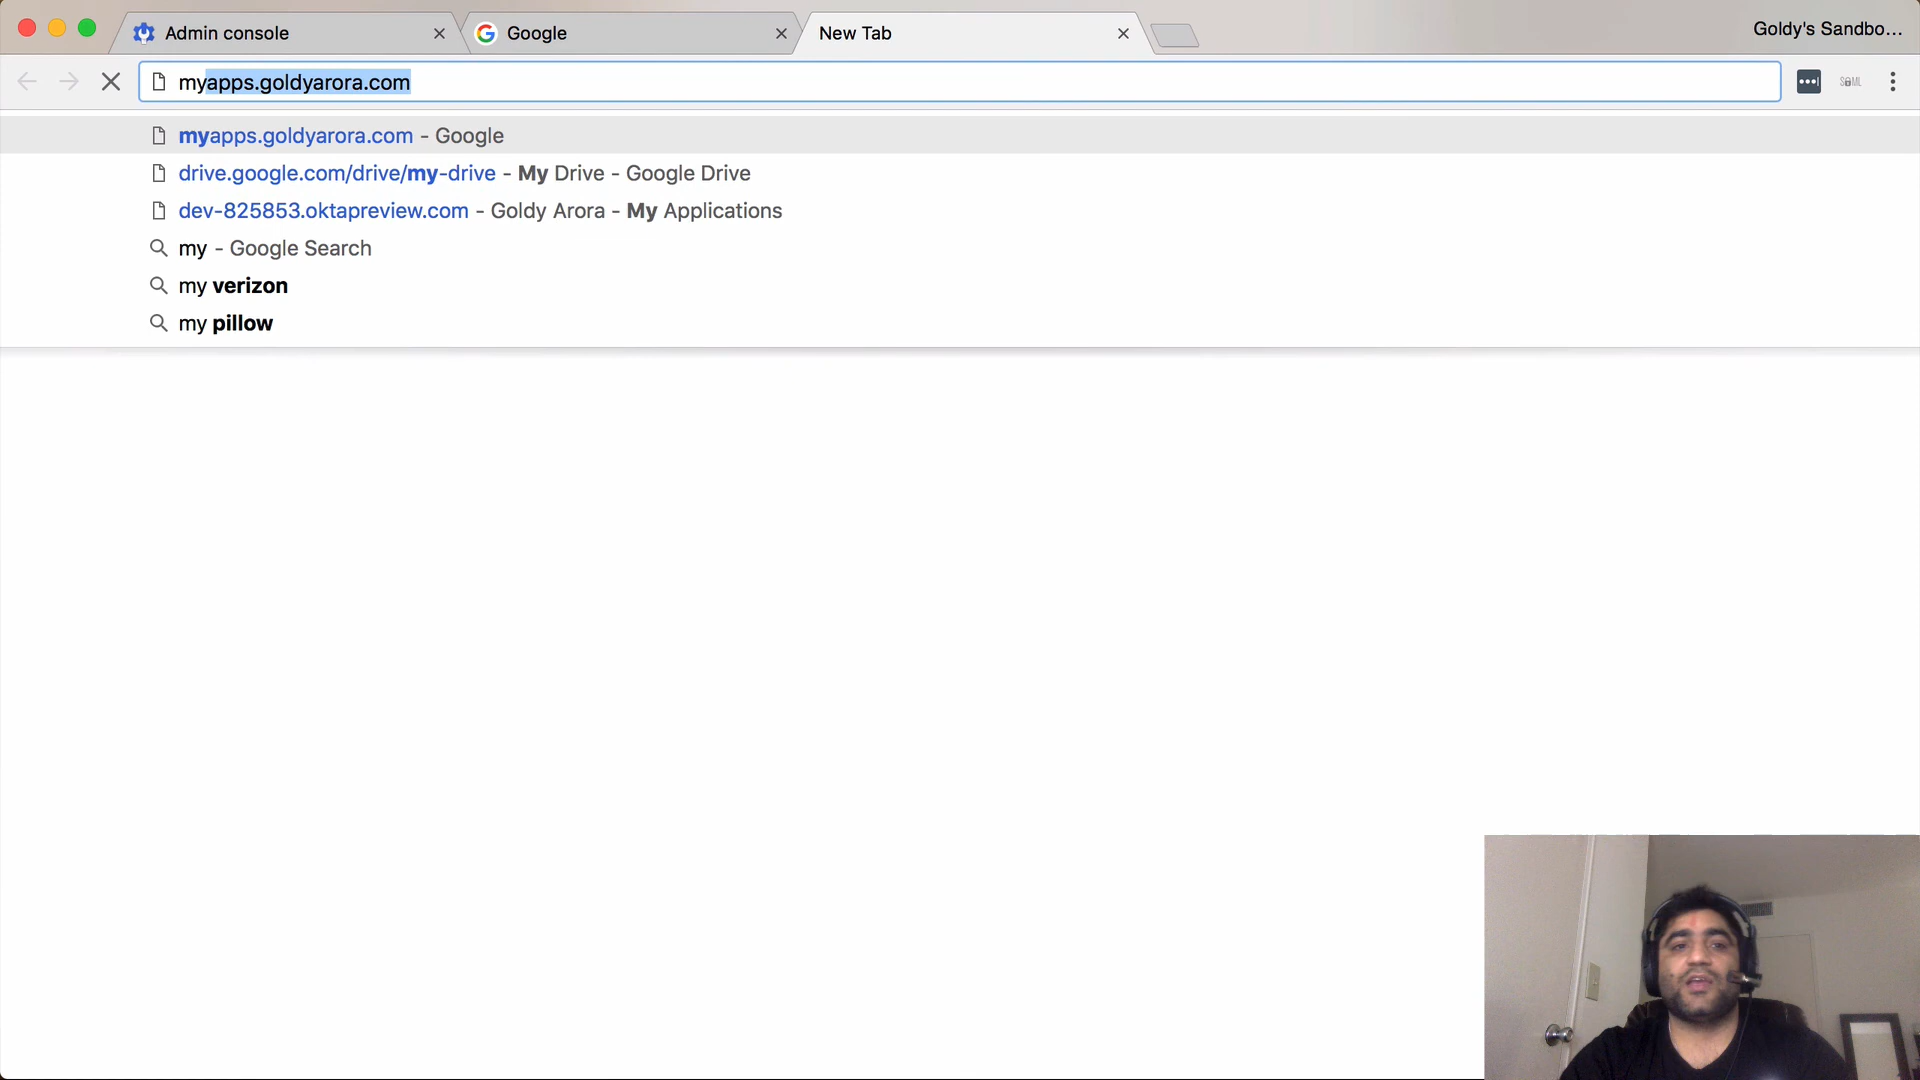 Admin console
Google
New Tab
Goldy's Sandbo...
myapps.goldyarora.com
SAML
myapps.goldyarora.com - Google
drive.google.com/drive/my-drive - My Drive - Google Drive
dev-825853.oktapreview.com - Goldy Arora - My Applications
my - Google Search
my verizon
my pillow